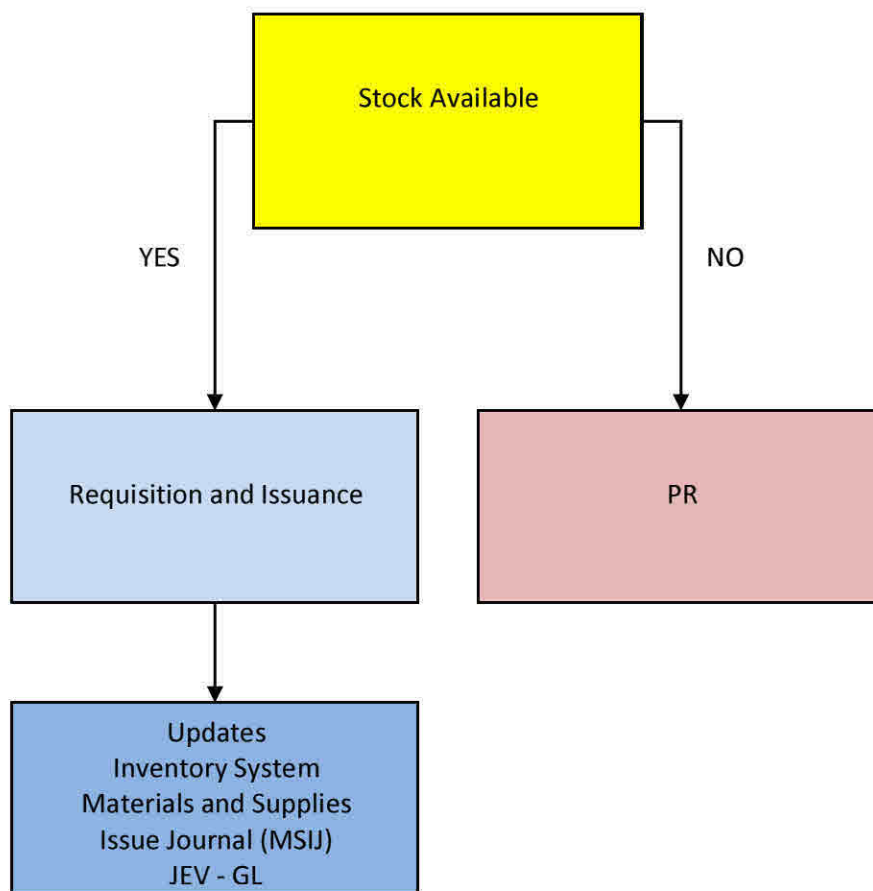 Stock Available
YES
NO
Requisition and Issuance
PR
Updates
Inventory System
Materials and Supplies
Issue Journal (MSIJ)
JEV - GL